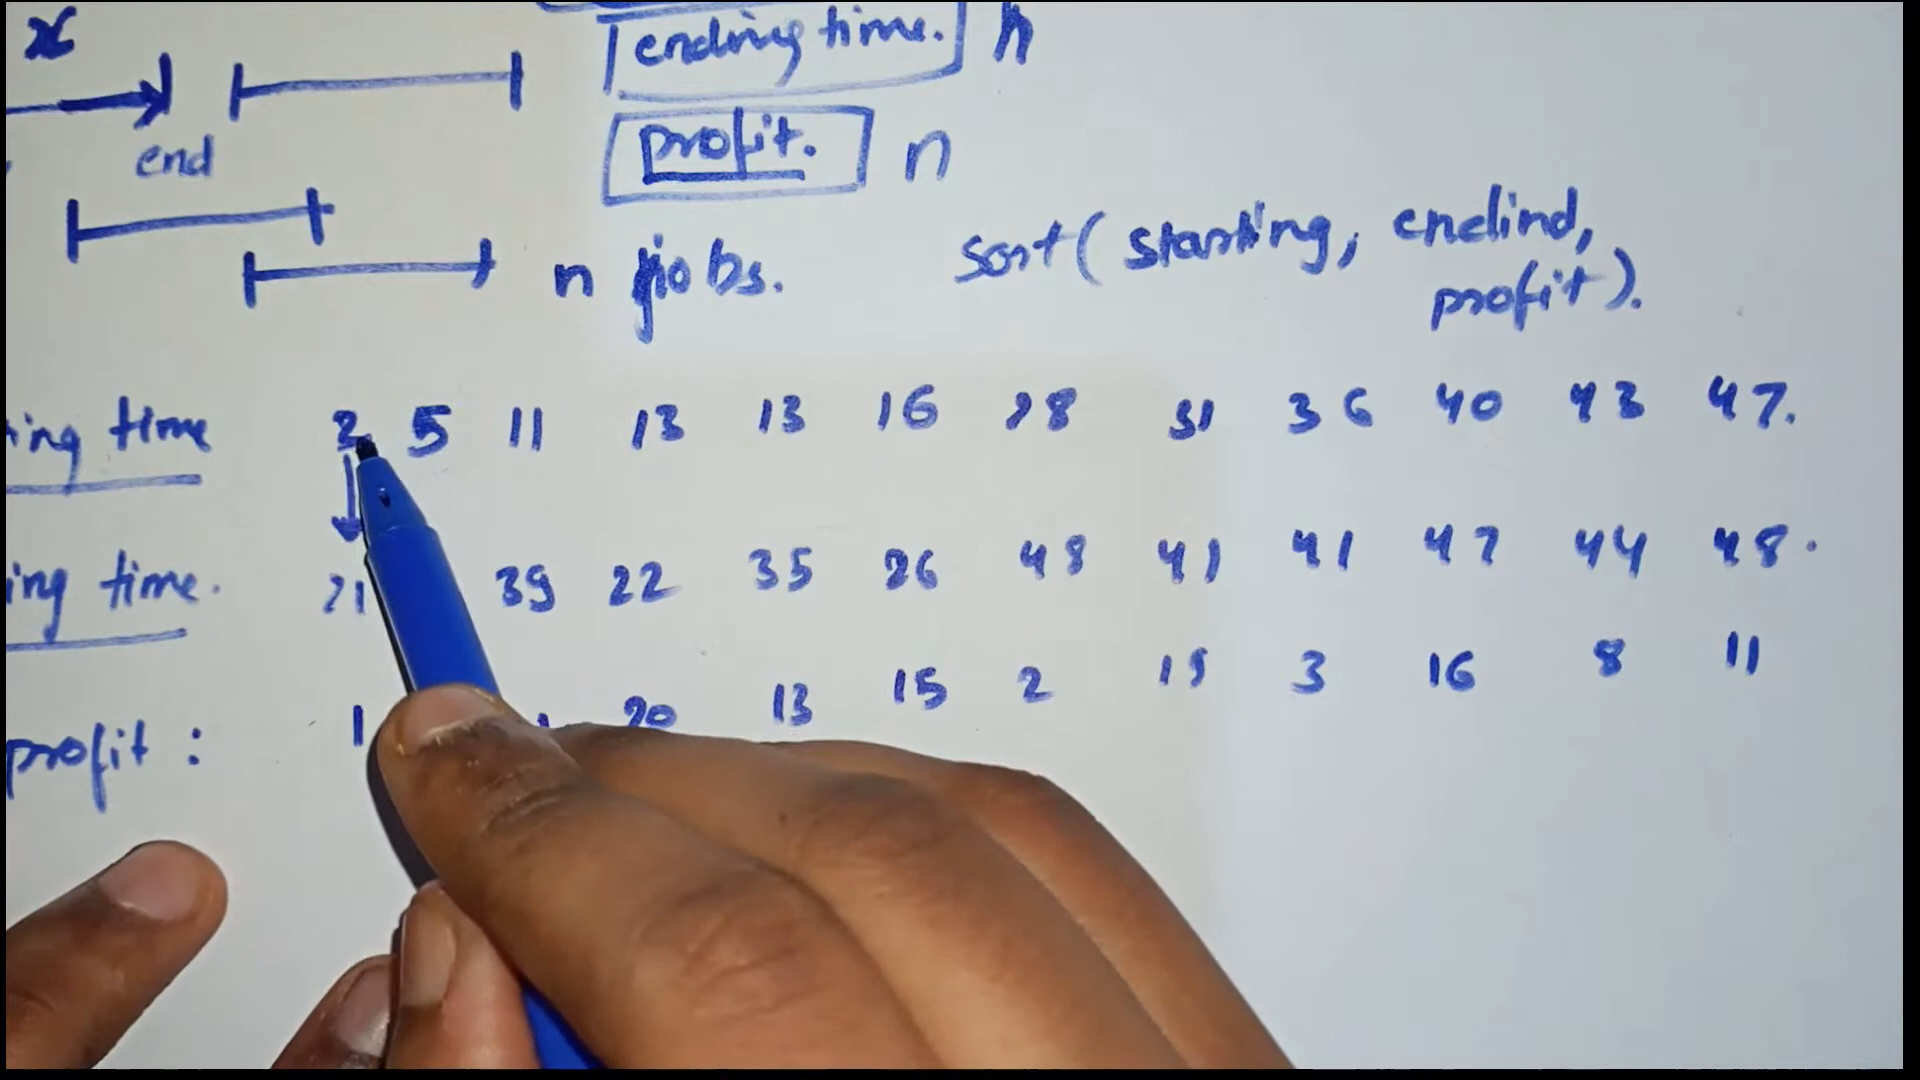 x
ending time. n
end
profit. n
n jobs.
sort( starting, endind,
profit).
ing time 2 5 11 13 13 16 28 31 36 40 43 47.
ing time. 21 39 22 35 26 48 41 41 47 44 48.
profit : 1 20 13 15 2 15 3 16 8 11